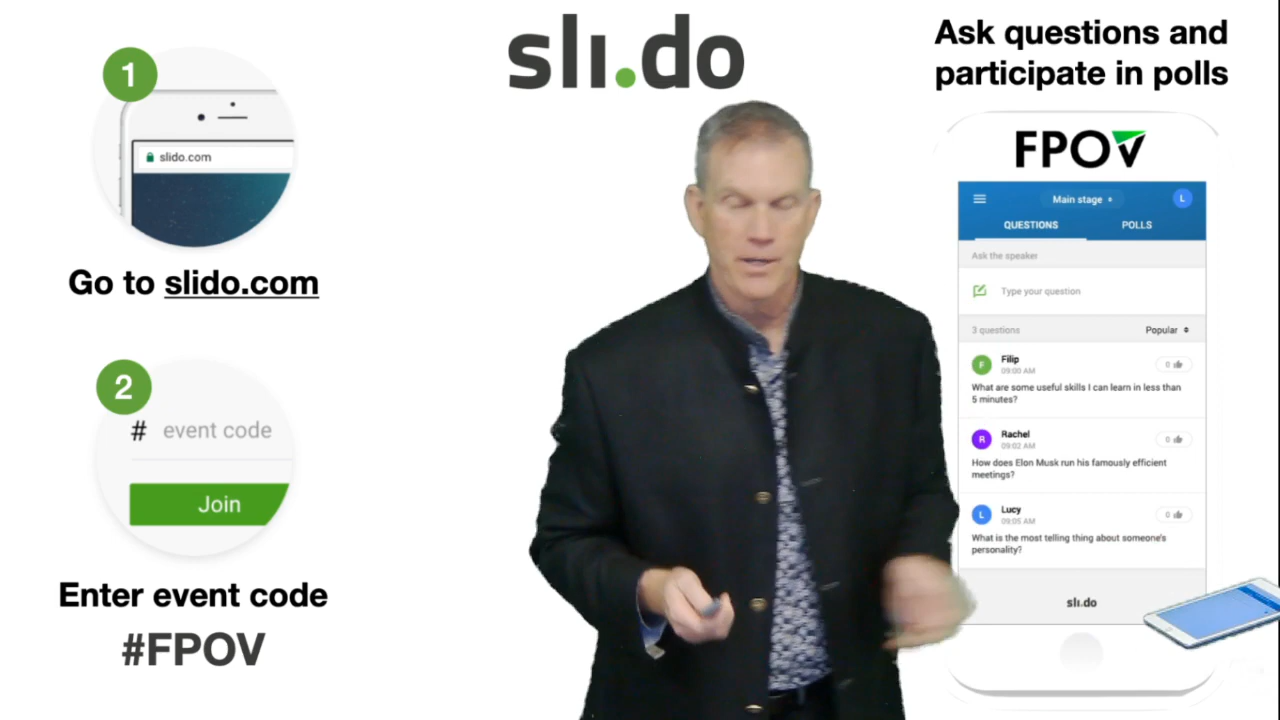 1
slido.com
Go to slido.com
2
# event code
Join
Enter event code
#FPOV
sli.do
Ask questions and
participate in polls
FPOV
Main stage
L
QUESTIONS
POLLS
Ask the speaker
Type your question
3 questions
Popular
F
Filip
09:00 AM
0
What are some useful skills I can learn in less than
5 minutes?
R
Rachel
09:02 AM
0
How does Elon Musk run his famously efficient
meetings?
L
Lucy
09:05 AM
0
What is the most telling thing about someone's
personality?
sli.do